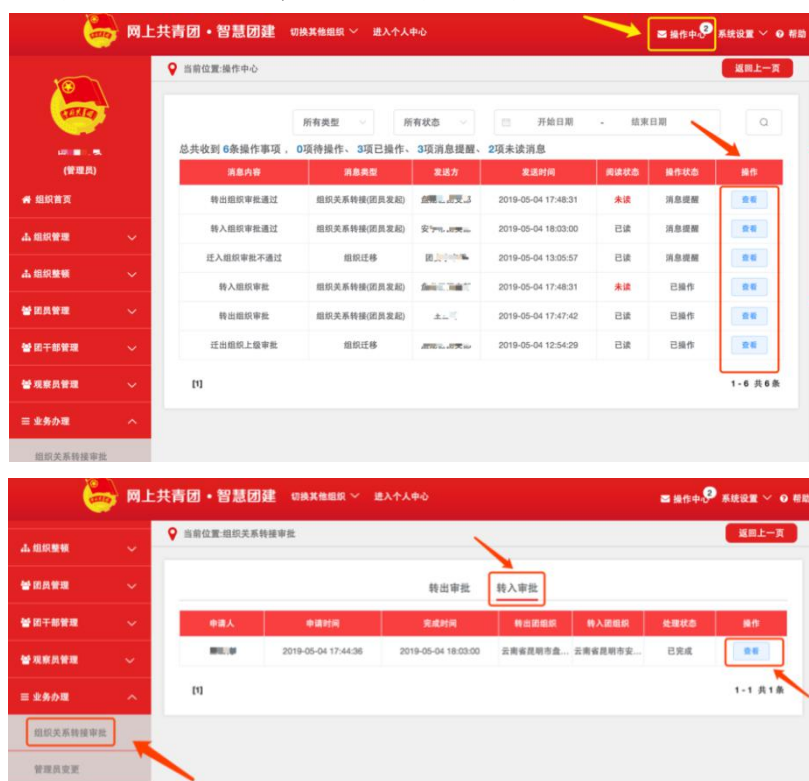 网上共青团·智慧团建 切换其他组织 进入个人中心 操作中心 2 系统设置 帮助
当前位置:操作中心 返回上一页
所有类型 所有状态 开始日期 - 结束日期
总共收到 6条操作事项， 0项待操作、 3项已操作、 3项消息提醒、 2项未读消息
(管理员)
消息内容 消息类型 发送方 发送时间 阅读状态 操作状态 操作
组织首页
转出组织审批通过 组织关系转接(团员发起) 2019-05-04 17:48:31 未读 消息提醒 查看
组织管理
转入组织审批通过 组织关系转接(团员发起) 安 2019-05-04 18:03:00 已读 消息提醒 查看
迁入组织审批不通过 组织迁移 团 2019-05-04 13:05:57 已读 消息提醒 查看
组织整顿
转入组织审批 组织关系转接(团员发起) 2019-05-04 17:48:31 未读 已操作 查看
团员管理
转出组织审批 组织关系转接(团员发起) 2019-05-04 17:47:42 已读 已操作 查看
团干部管理
迁出组织上级审批 组织迁移 2019-05-04 12:54:29 已读 已操作 查看
观察员管理
[1] 1-6 共6条
业务办理
组织关系转接审批
网上共青团·智慧团建 切换其他组织 进入个人中心 操作中心 2 系统设置 帮助
当前位置:组织关系转接审批 返回上一页
组织整顿
团员管理
转出审批 转入审批
团干部管理
申请人 申请时间 完成时间 转出团组织 转入团组织 处理状态 操作
观察员管理
2019-05-04 17:44:36 2019-05-04 18:03:00 云南省昆明市盘... 云南省昆明市安... 已完成 查看
业务办理
[1] 1-1 共1条
组织关系转接审批
管理员变更